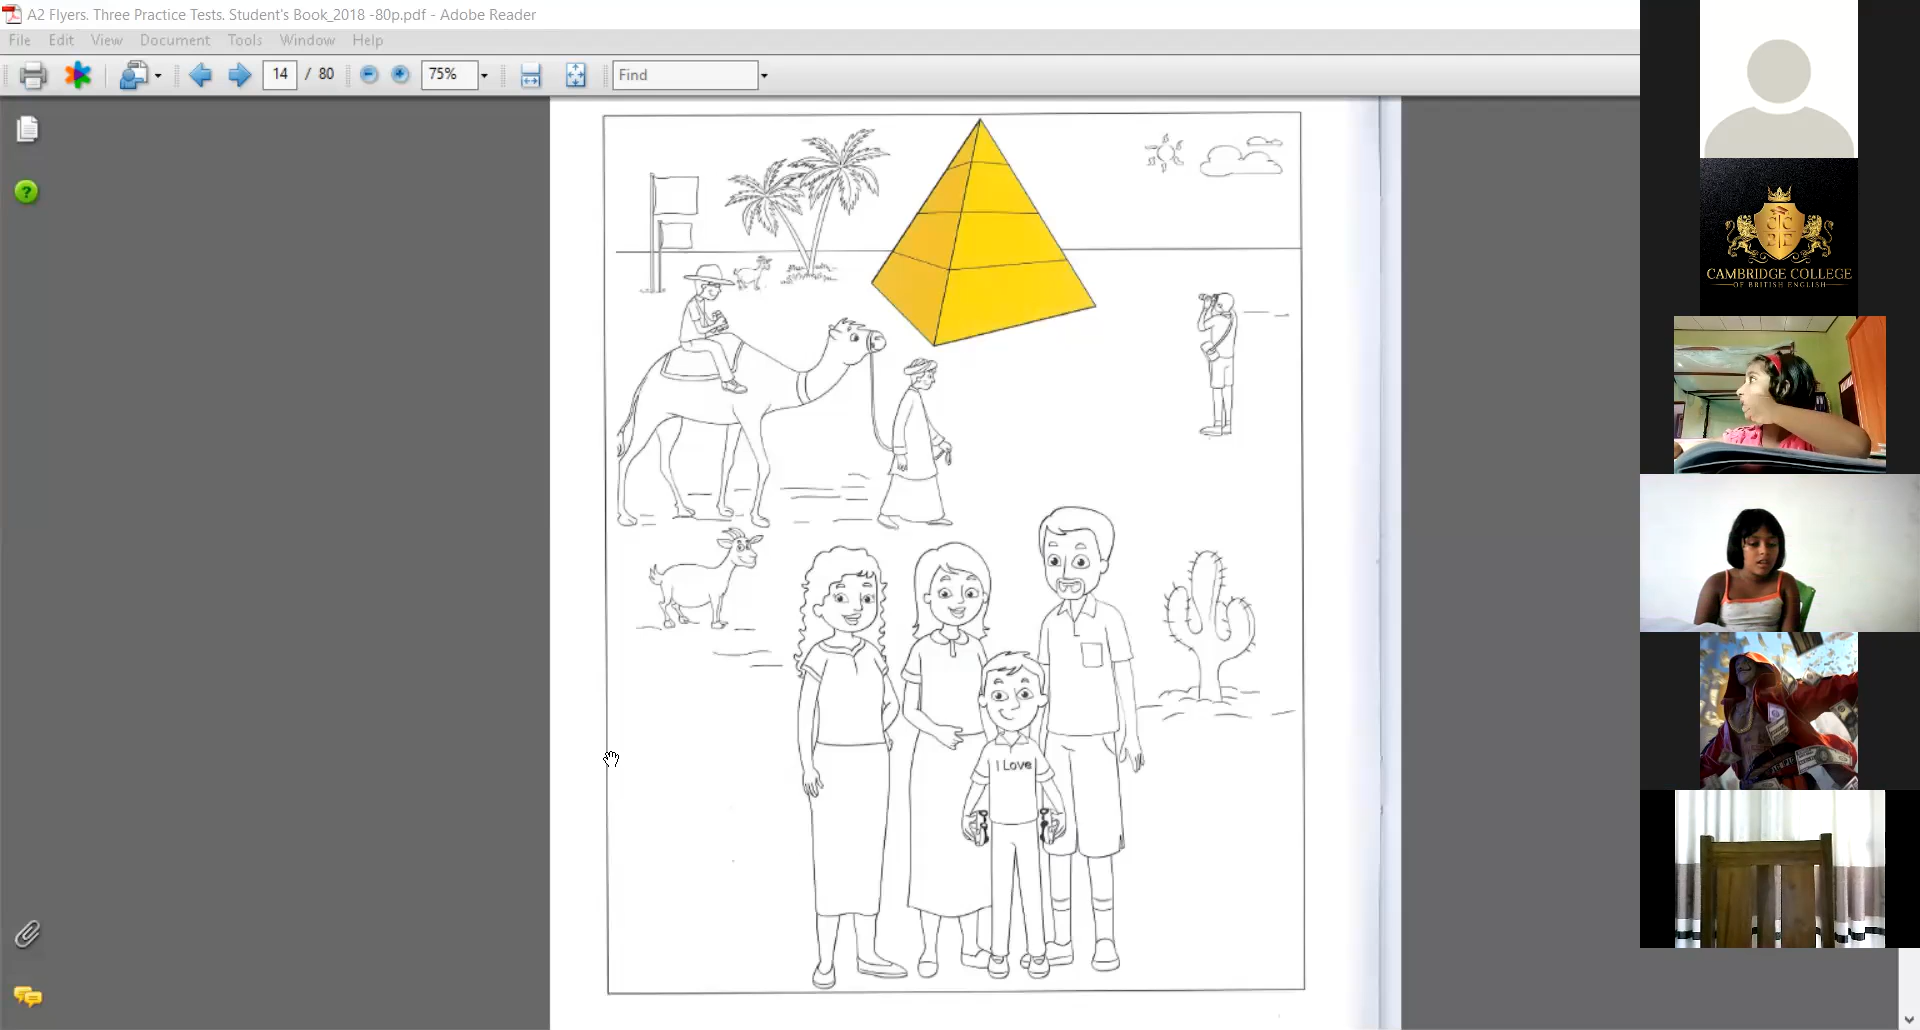 A2 Flyers. Three Practice Tests. Student's Book_2018 -80p.pdf - Adobe Reader
File Edit View Document Tools Window Help
14 / 80 75% Find
I Love
CAMBRIDGE COLLEGE
OF BRITISH ENGLISH